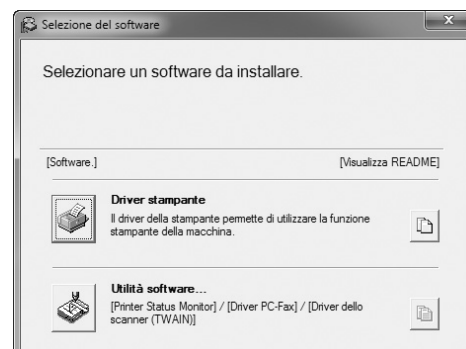 Selezione del software
Selezionare un software da installare.
[Software.] [Visualizza README]
Driver stampante
Il driver della stampante permette di utilizzare la funzione
stampante della macchina.
Utilità software...
[Printer Status Monitor] / [Driver PC-Fax] / [Driver dello
scanner (TWAIN)]